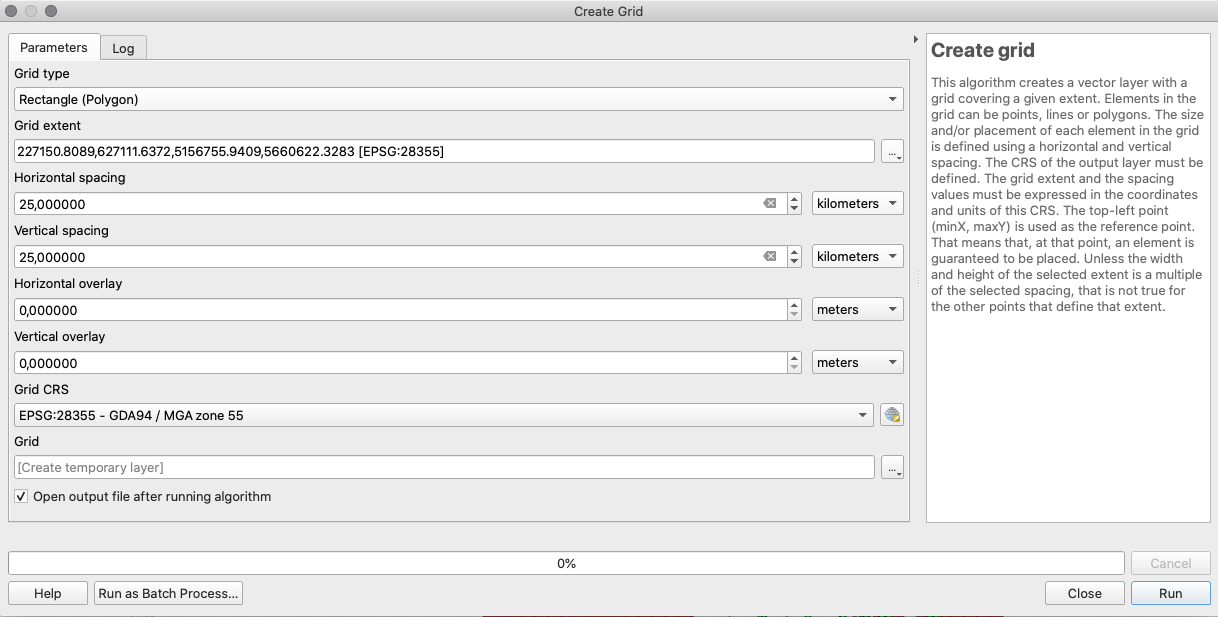 Create Grid
Parameters
Log
Grid type
Rectangle (Polygon)
Grid extent
227150.8089,627111.6372,5156755.9409,5660622.3283 [EPSG:28355]
...
Horizontal spacing
25,000000
kilometers
Vertical spacing
25,000000
kilometers
Horizontal overlay
0,000000
meters
Vertical overlay
0,000000
meters
Grid CRS
EPSG:28355 - GDA94 / MGA zone 55
Grid
[Create temporary layer]
...
Open output file after running algorithm
Create grid
This algorithm creates a vector layer with a
grid covering a given extent. Elements in the
grid can be points, lines or polygons. The size
and/or placement of each element in the grid
is defined using a horizontal and vertical
spacing. The CRS of the output layer must be
defined. The grid extent and the spacing
values must be expressed in the coordinates
and units of this CRS. The top-left point
(minX, maxY) is used as the reference point.
That means that, at that point, an element is
guaranteed to be placed. Unless the width
and height of the selected extent is a multiple
of the selected spacing, that is not true for
the other points that define that extent.
0%
Cancel
Help
Run as Batch Process...
Close
Run